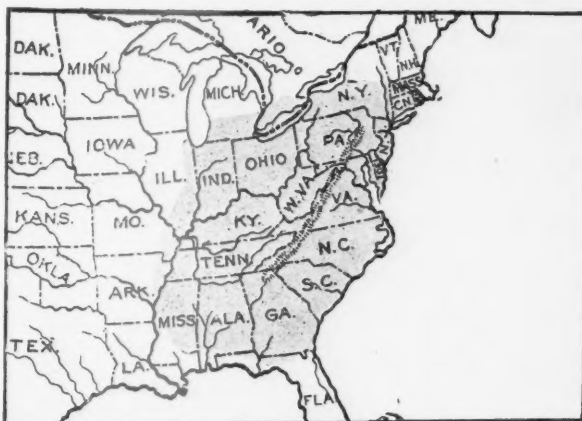 ARIO
ME.
DAK.
MINN.
VT.
N.H.
WIS.
MICH.
N.Y.
MASS
DAK.
CN.
IOWA
PA.
EB.
ILL.
IND.
OHIO
N.J.
W.VA.
VA.
KANS.
MO.
KY.
OKLA.
TENN.
N.C.
ARK.
S.C.
MISS.
ALA.
GA.
TEX.
LA.
FLA